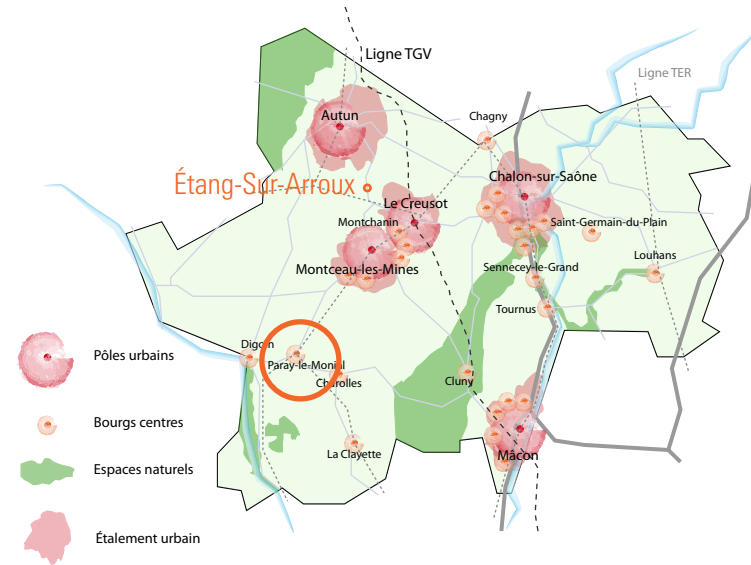 Ligne TGV
Ligne TER
Autun
Chagny
Étang-Sur-Arroux
Chalon-sur-Saône
Le Creusot
Montchanin
Saint-Germain-du-Plain
Montceau-les-Mines
Sennecey-le-Grand
Louhans
Tournus
Digoin
Paray-le-Monial
Charolles
Cluny
La Clayette
Mâcon
Pôles urbains
Bourgs centres
Espaces naturels
Étalement urbain